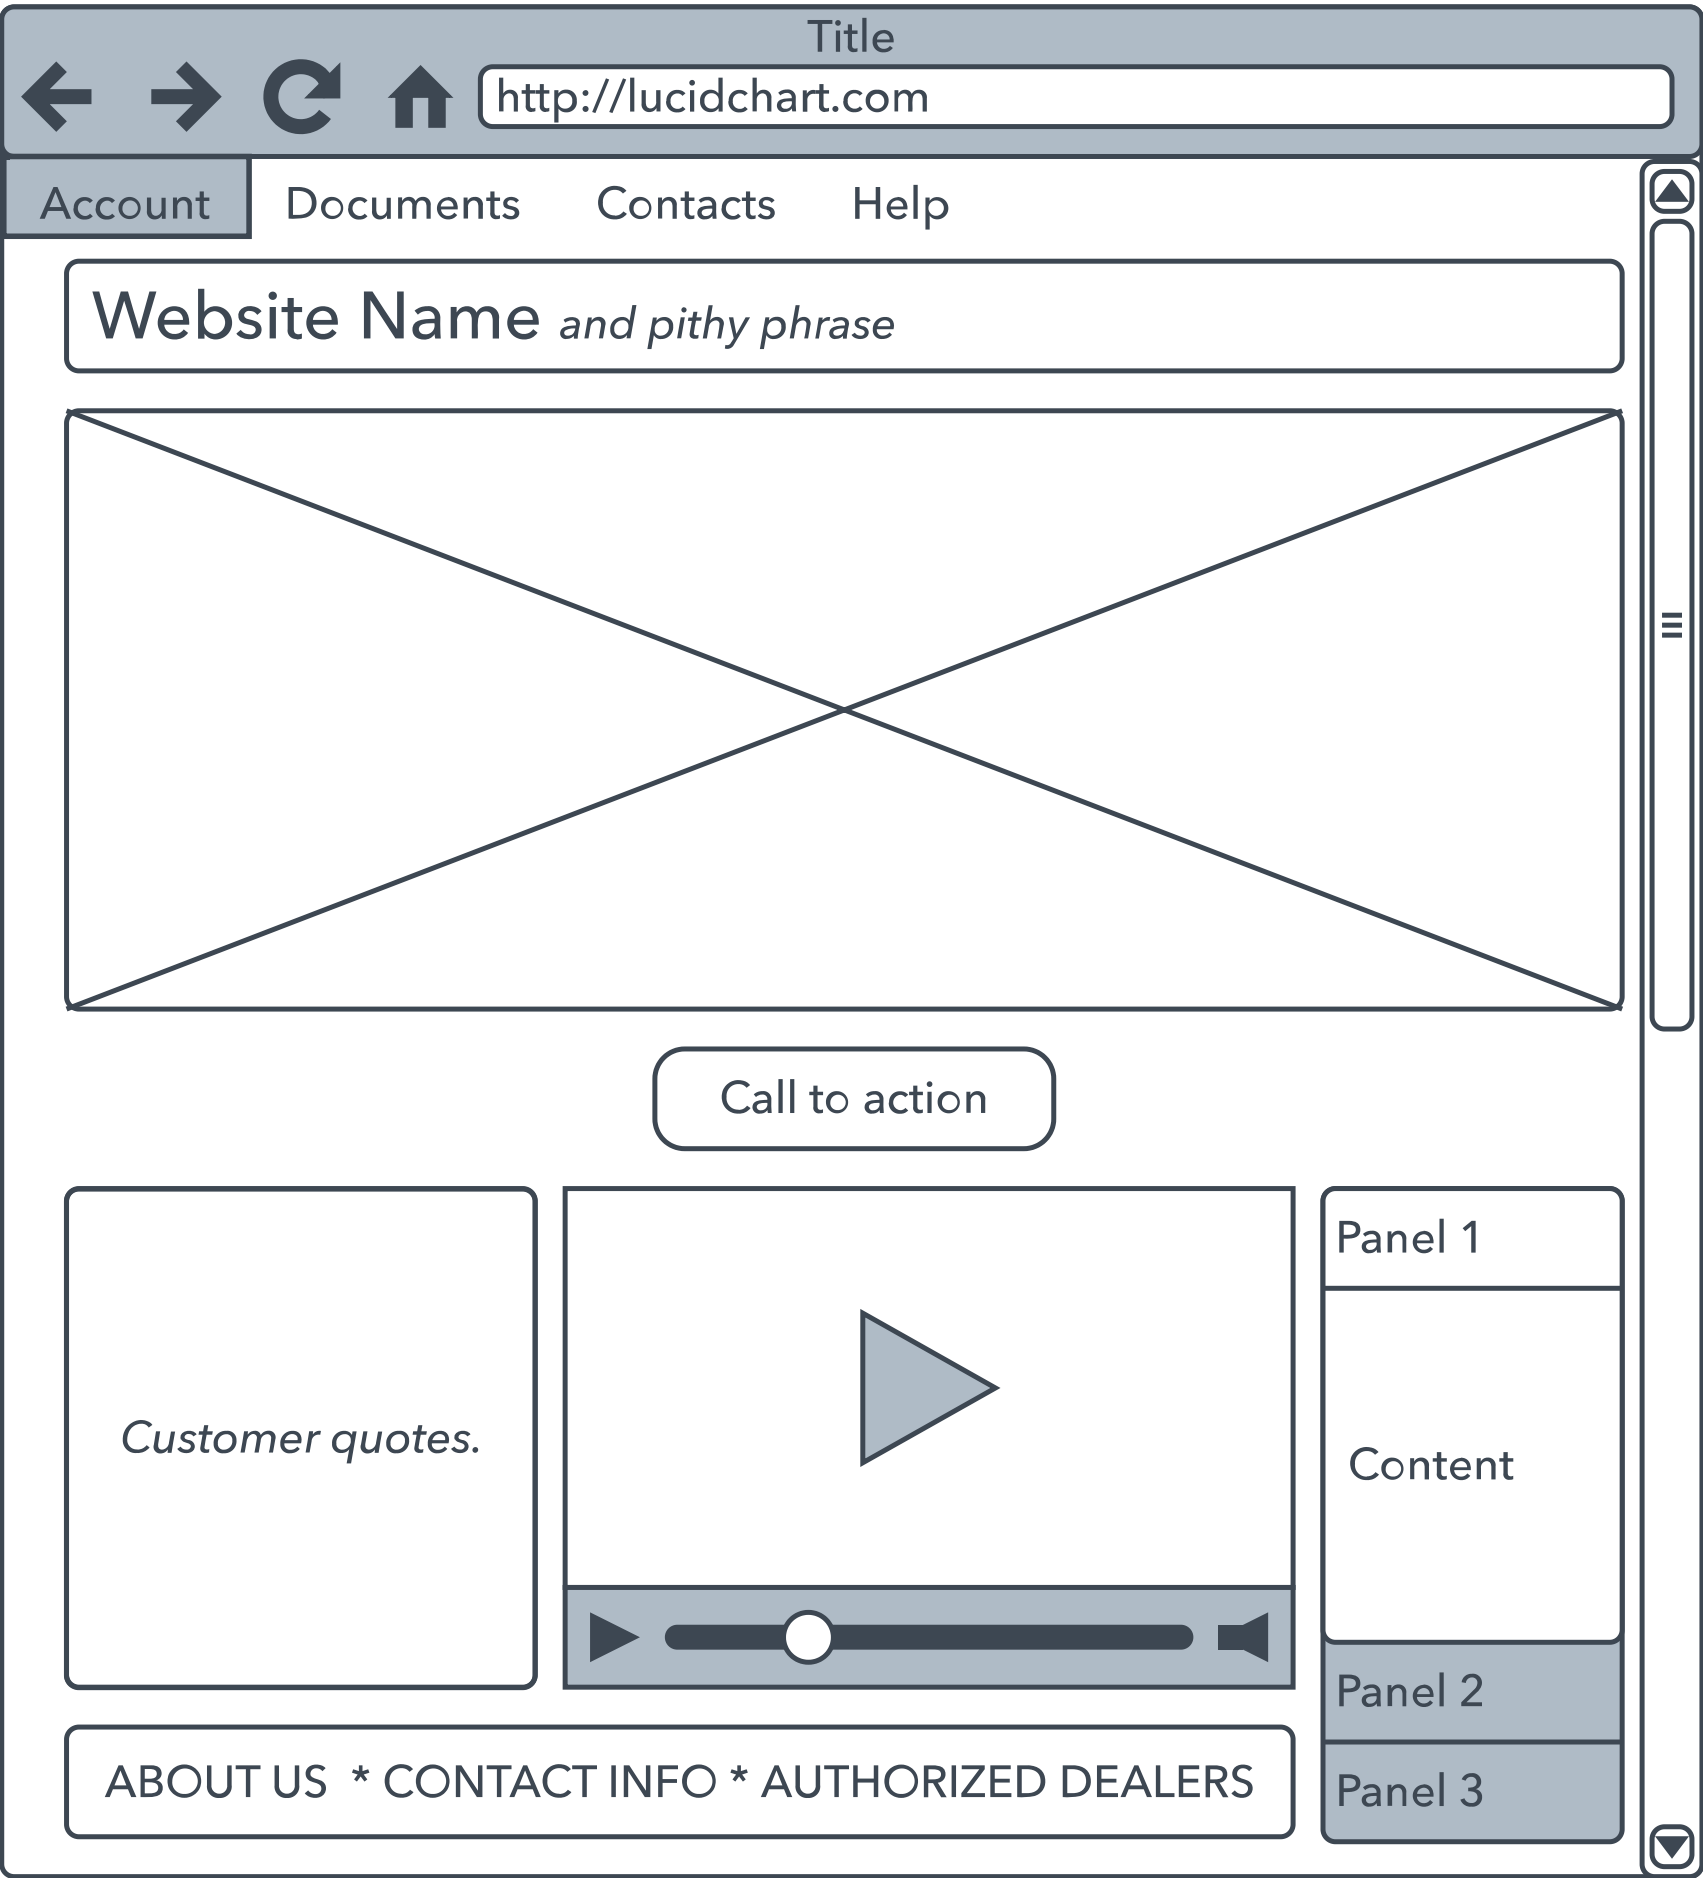 Title
http://lucidchart.com
Account Documents Contacts Help
Website Name and pithy phrase
Call to action
Customer quotes.
Panel 1
Content
Panel 2
Panel 3
ABOUT US * CONTACT INFO * AUTHORIZED DEALERS